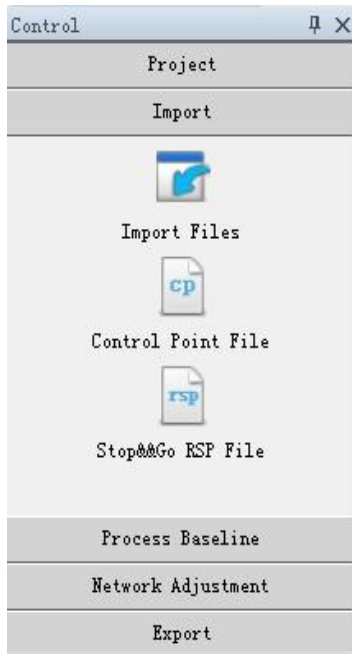 Control
Project
Import
Import Files
cp
Control Point File
rsp
Stop&&Go RSP File
Process Baseline
Network Adjustment
Export